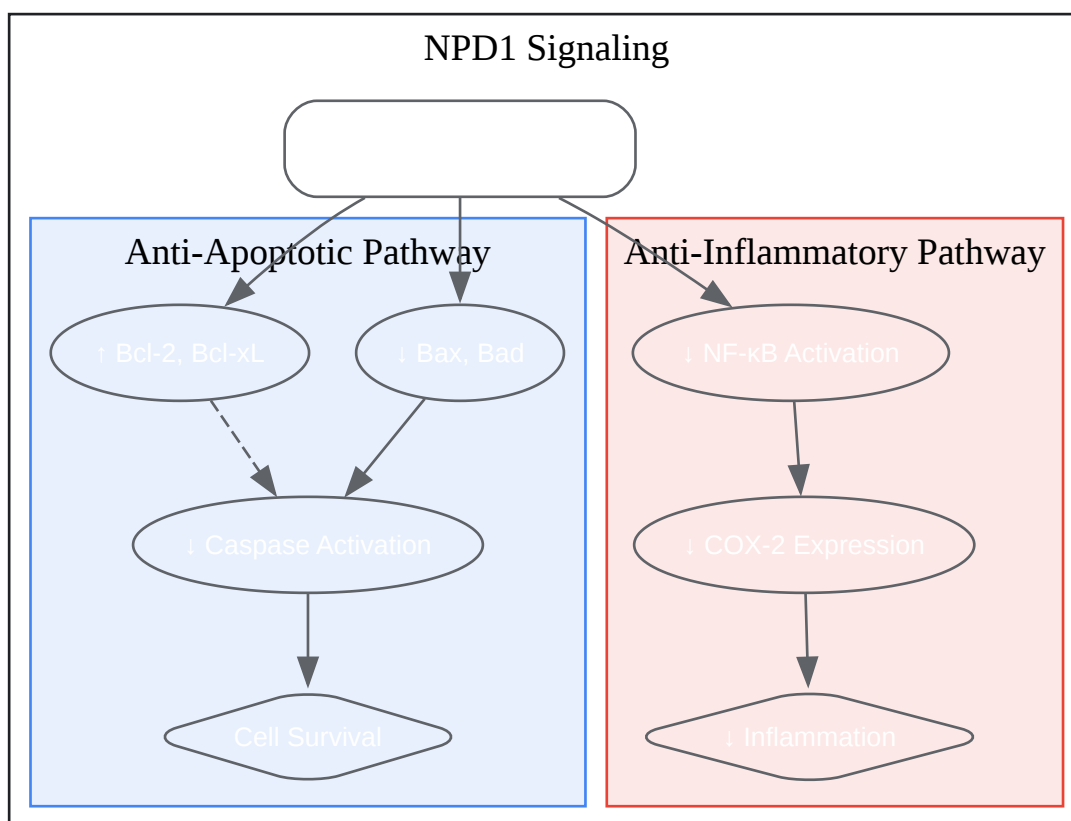 NPD1 Signaling
Anti-Apoptotic Pathway
Anti-Inflammatory Pathway
↑ Bcl-2, Bcl-xL
↓ Bax, Bad
↓ NF-κB Activation
↓ Caspase Activation
↓ COX-2 Expression
Cell Survival
↓ Inflammation